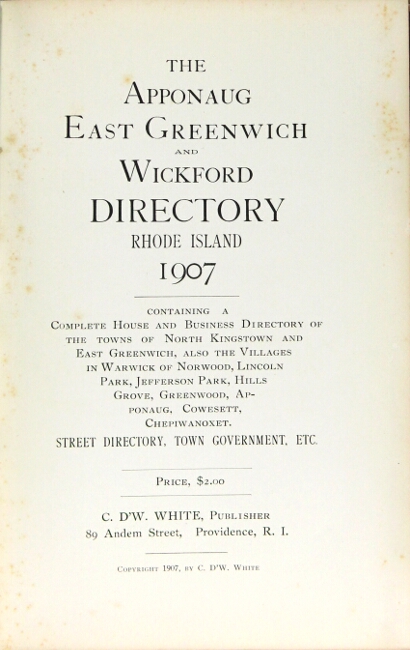 THE
APPONAUG
EAST GREENWICH
AND
WICKFORD
DIRECTORY
RHODE ISLAND
1907
CONTAINING A
COMPLETE HOUSE AND BUSINESS DIRECTORY OF
THE TOWNS OF NORTH KINGSTOWN AND
EAST GREENWICH, ALSO THE VILLAGES
IN WARWICK OF NORWOOD, LINCOLN
PARK, JEFFERSON PARK, HILLS
GROVE, GREENWOOD, AP-
PONAUG, COWESETT,
CHEPIWANOXET.
STREET DIRECTORY, TOWN GOVERNMENT, ETC.
PRICE, $2.00
C. D'W. WHITE, PUBLISHER
89 Andem Street, Providence, R. I.
COPYRIGHT 1907, BY C. D'W. WHITE